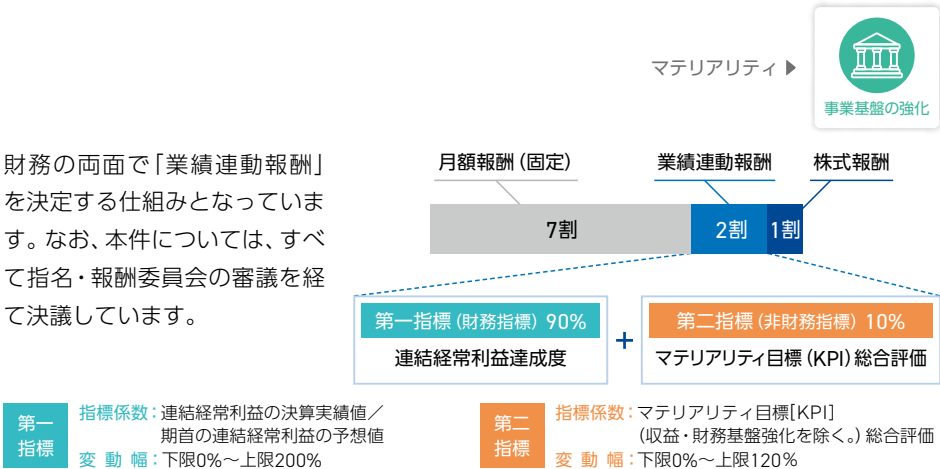 マテリアリティ ▶
事業基盤の強化
財務の両面で「業績連動報酬」
を決定する仕組みとなっていま
す。なお、本件については、すべ
て指名・報酬委員会の審議を経
て決議しています。
月額報酬（固定）
業績連動報酬
株式報酬
7割
2割
1割
第一指標（財務指標）90%
連結経常利益達成度
+
第二指標（非財務指標）10%
マテリアリティ目標（KPI）総合評価
第一
指標
指標係数：連結経常利益の決算実績値／
期首の連結経常利益の予想値
変動幅：下限0%～上限200%
第二
指標
指標係数：マテリアリティ目標[KPI]
（収益・財務基盤強化を除く。）総合評価
変動幅：下限0%～上限120%